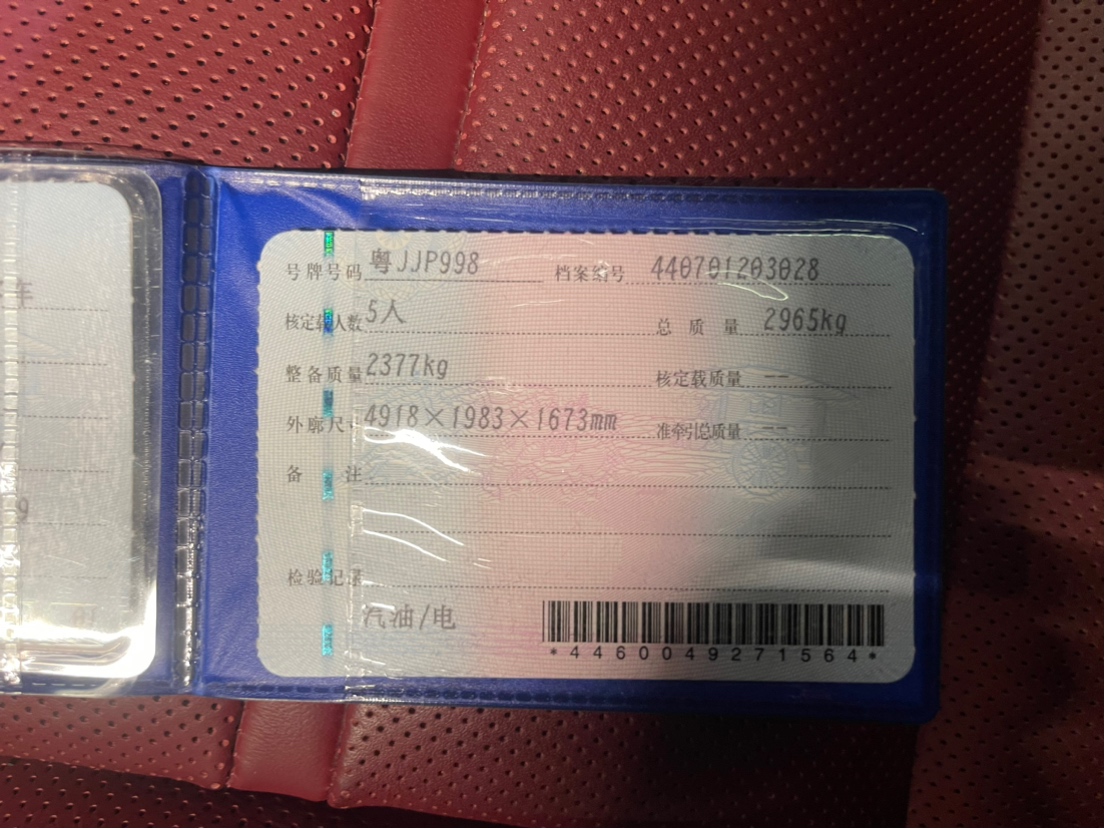 号牌号码 粤JJP998 档案编号 440701203028
核定载人数 5人 总质量 2965kg
整备质量 2377kg 核定载质量 --
外廓尺寸 4918×1983×1673mm 准牵引总质量 --
备注
检验记录
汽油/电
*4460049271564*
车
9